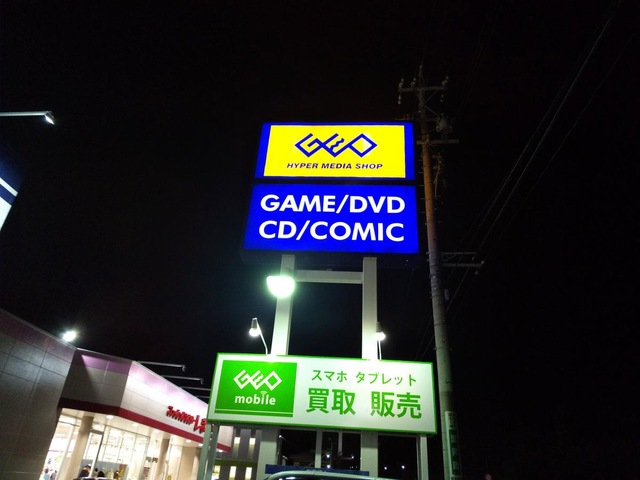 GEO
HYPER MEDIA SHOP
GAME/DVD
CD/COMIC
GEO
mobile
スマホ タブレット
買取 販売